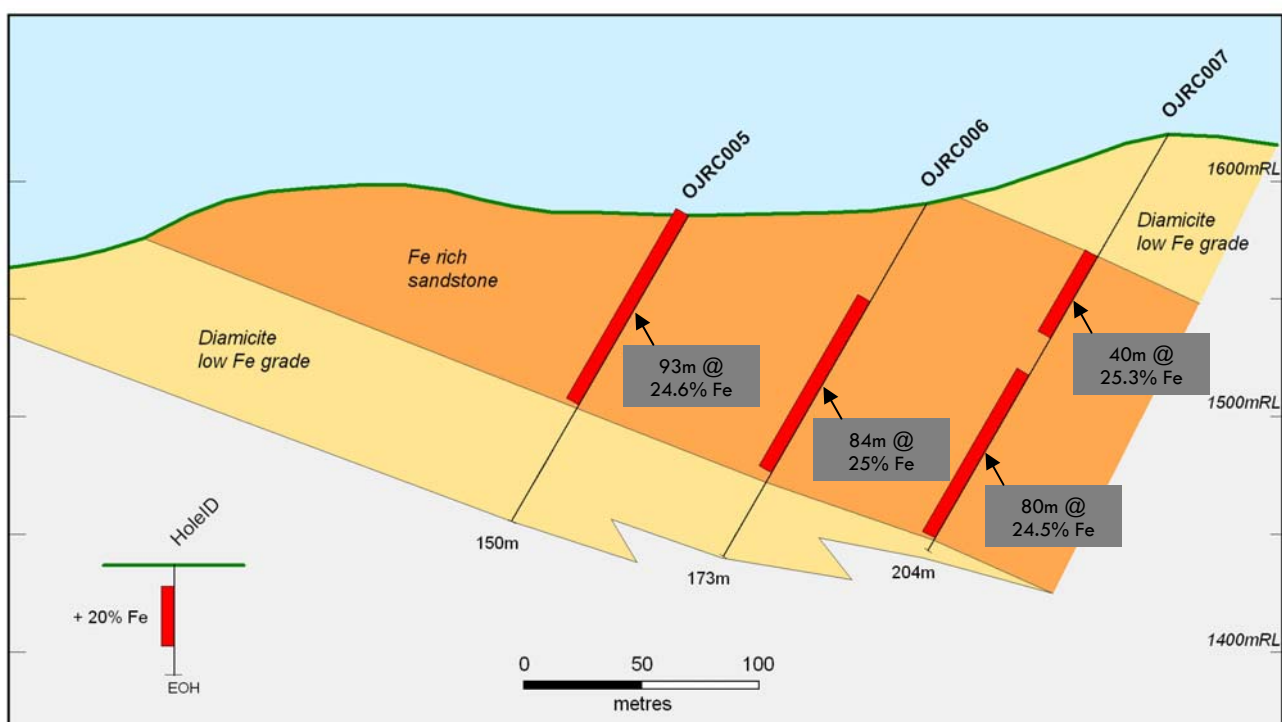 OJRC007
OJRC005
OJRC006
1600mRL
Diamicite
low Fe grade
Fe rich
sandstone
Diamicite
low Fe grade
93m @
24.6% Fe
40m @
25.3% Fe
1500mRL
84m @
25% Fe
80m @
24.5% Fe
HoleID
150m
173m
204m
+ 20% Fe
EOH
0 50 100
metres
1400mRL